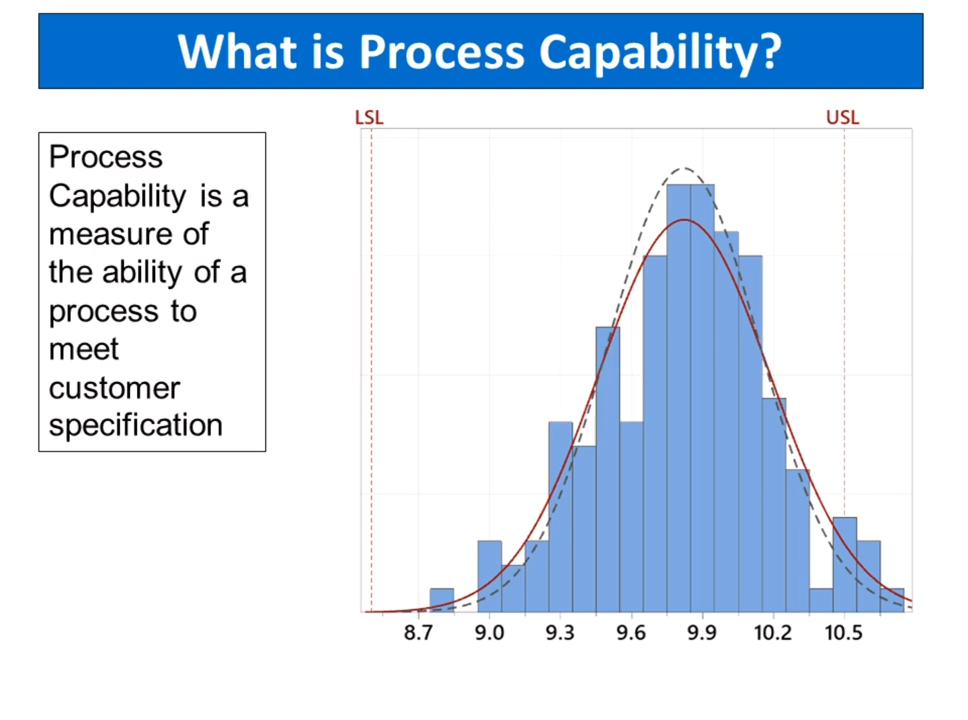 What is Process Capability?
Process
Capability is a
measure of
the ability of a
process to
meet
customer
specification
LSL USL
8.7 9.0 9.3 9.6 9.9 10.2 10.5